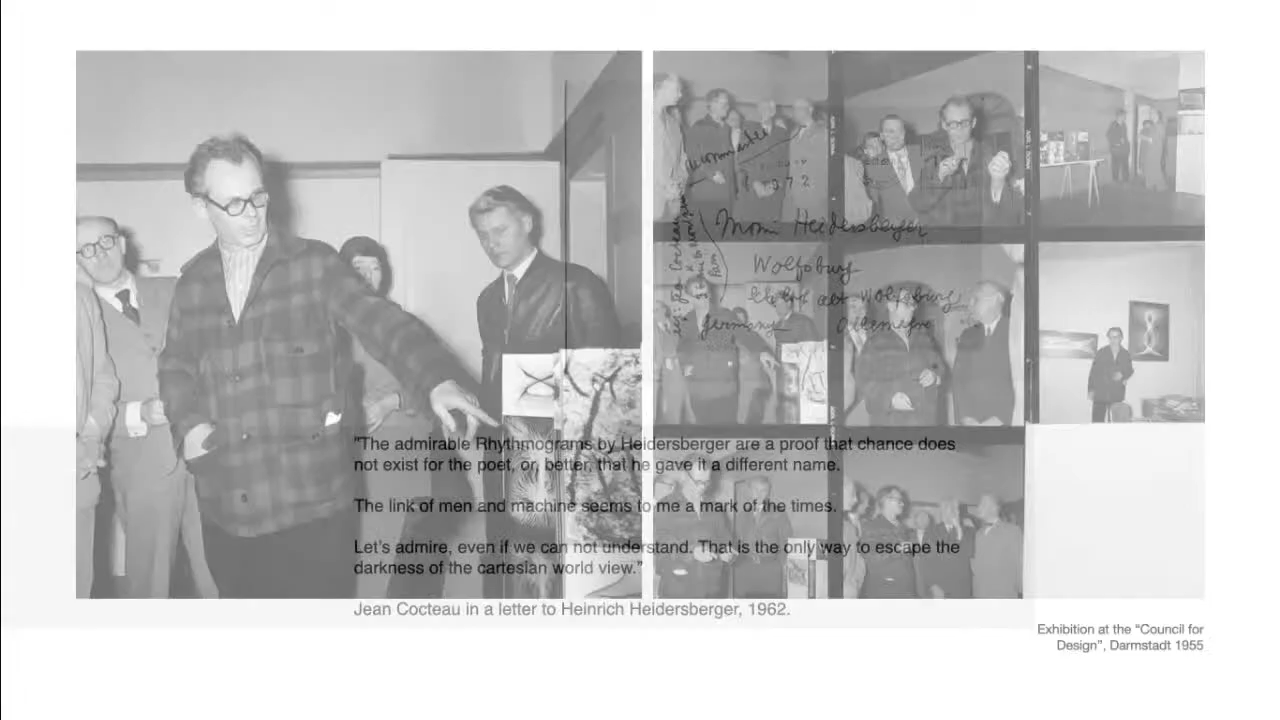 Monsi Heidersberger
Wolfsburg
Wolfsburg
Germany Allemagne
"The admirable Rhythmograms by Heidersberger are a proof that chance does
not exist for the poet, or, better, that he gave it a different name.
The link of men and machine seems to me a mark of the times.
Let's admire, even if we can not understand. That is the only way to escape the
darkness of the cartesian world view.”
Jean Cocteau in a letter to Heinrich Heidersberger, 1962.
Exhibition at the “Council for
Design”, Darmstadt 1955